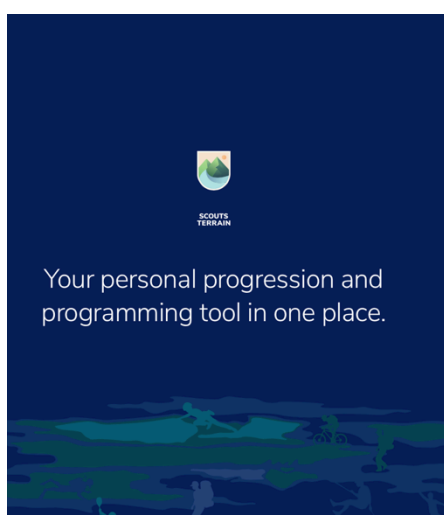 SCOUTS
TERRAIN
Your personal progression and
programming tool in one place.